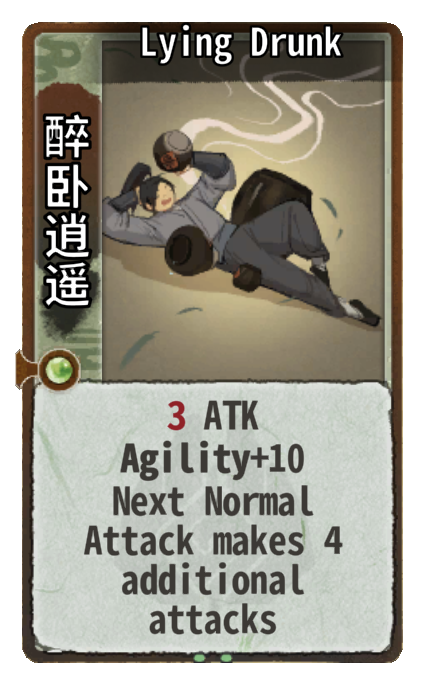 Lying Drunk
醉卧逍遥
3 ATK
Agility+10
Next Normal
Attack makes 4
additional
attacks